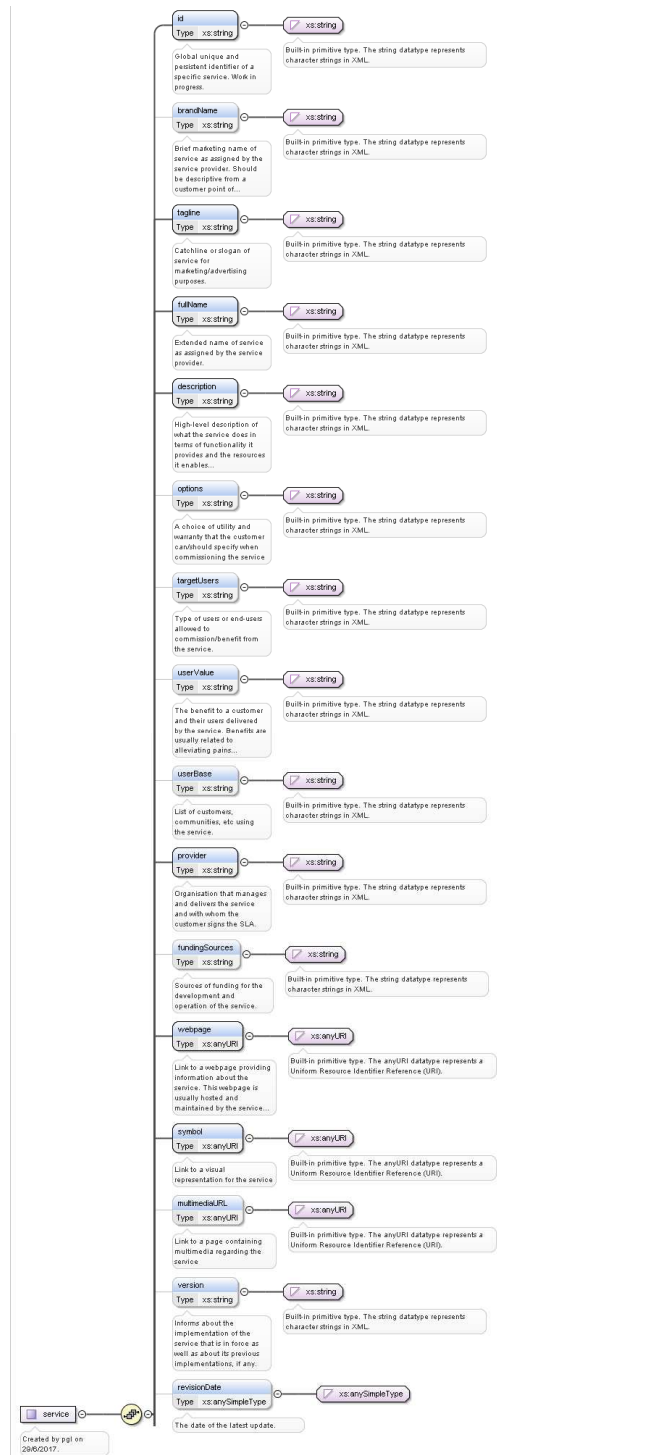 id
Type xs:string
xs:string
Global unique and
persistent identifier of a
specific service. Work in
progress.
Built-in primitive type. The string datatype represents
character strings in XML.
brandName
Type xs:string
xs:string
Brief marketing name of
service as assigned by the
service provider. Should
be descriptive from a
customer point of...
Built-in primitive type. The string datatype represents
character strings in XML.
tagline
Type xs:string
xs:string
Catchline or slogan of
service for
marketing/advertising
purposes.
Built-in primitive type. The string datatype represents
character strings in XML.
fullName
Type xs:string
xs:string
Extended name of service
as assigned by the service
provider.
Built-in primitive type. The string datatype represents
character strings in XML.
description
Type xs:string
xs:string
High-level description of
what the service does in
terms of functionality it
provides and the resources
it enables...
Built-in primitive type. The string datatype represents
character strings in XML.
options
Type xs:string
xs:string
A choice of utility and
warranty that the customer
can/should specify when
commissioning the service
Built-in primitive type. The string datatype represents
character strings in XML.
targetUsers
Type xs:string
xs:string
Type of users or end-users
allowed to
commission/benefit from
the service.
Built-in primitive type. The string datatype represents
character strings in XML.
userValue
Type xs:string
xs:string
The benefit to a customer
and their users delivered
by the service. Benefits are
usually related to
alleviating pains...
Built-in primitive type. The string datatype represents
character strings in XML.
userBase
Type xs:string
xs:string
List of customers,
communities, etc using
the service.
Built-in primitive type. The string datatype represents
character strings in XML.
provider
Type xs:string
xs:string
Organisation that manages
and delivers the service
and with whom the
customer signs the SLA.
Built-in primitive type. The string datatype represents
character strings in XML.
fundingSources
Type xs:string
xs:string
Sources of funding for the
development and
operation of the service.
Built-in primitive type. The string datatype represents
character strings in XML.
webpage
Type xs:anyURI
xs:anyURI
Link to a webpage providing
information about the
service. This webpage is
usually hosted and
maintained by the service...
Built-in primitive type. The anyURI datatype represents a
Uniform Resource Identifier Reference (URI).
symbol
Type xs:anyURI
xs:anyURI
Link to a visual
representation for the service
Built-in primitive type. The anyURI datatype represents a
Uniform Resource Identifier Reference (URI).
multimediaURL
Type xs:anyURI
xs:anyURI
Link to a page containing
multimedia regarding the
service
Built-in primitive type. The anyURI datatype represents a
Uniform Resource Identifier Reference (URI).
version
Type xs:string
xs:string
Informs about the
implementation of the
service that is in force as
well as about its previous
implementations, if any.
Built-in primitive type. The string datatype represents
character strings in XML.
revisionDate
Type xs:anySimpleType
xs:anySimpleType
The date of the latest update.
service
Created by pgl on
29/6/2017.